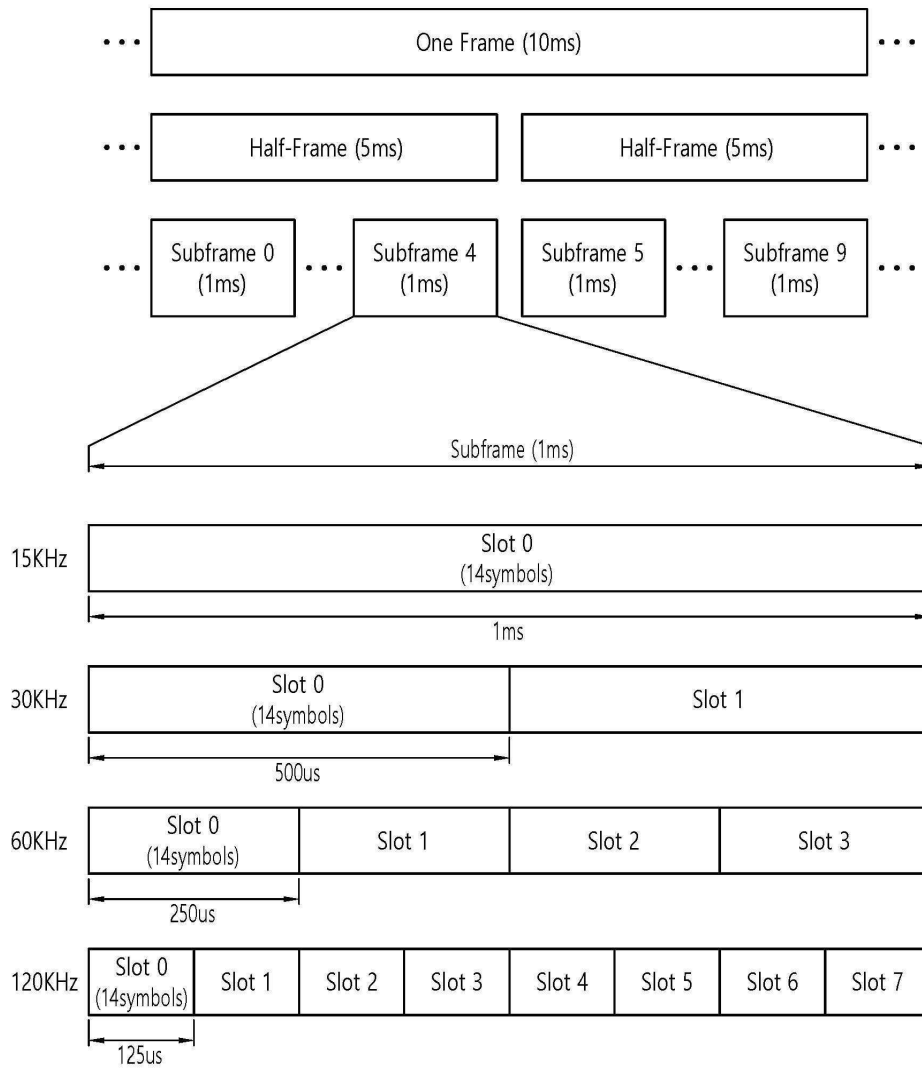 ••• One Frame (10ms) •••
••• Half-Frame (5ms) Half-Frame (5ms) •••
••• Subframe 0 ••• Subframe 4 Subframe 5 ••• Subframe 9 •••
(1ms) (1ms) (1ms) (1ms)
Subframe (1ms)
15KHz Slot 0
(14symbols)
1ms
30KHz Slot 0 Slot 1
(14symbols)
500us
60KHz Slot 0 Slot 1 Slot 2 Slot 3
(14symbols)
250us
120KHz Slot 0 Slot 1 Slot 2 Slot 3 Slot 4 Slot 5 Slot 6 Slot 7
(14symbols)
125us